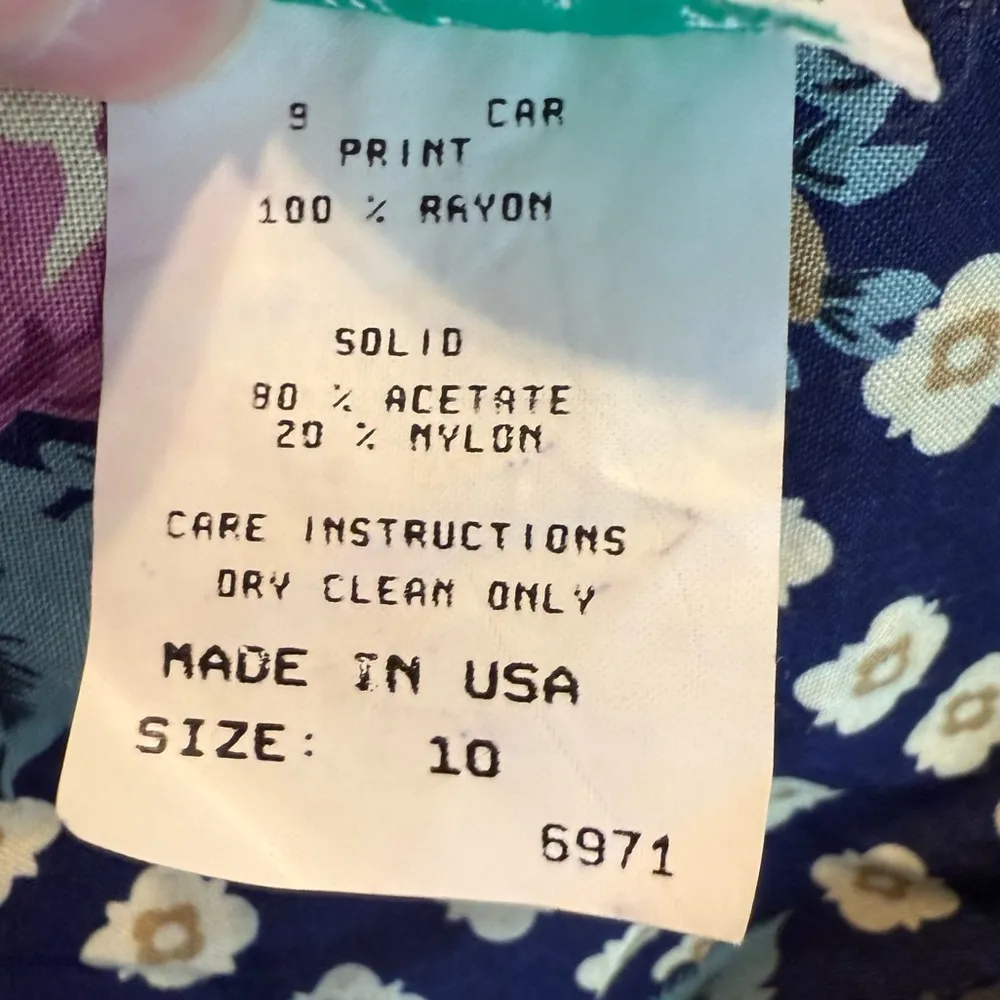 9 CAR
PRINT
100 % RAYON
SOLID
80 % ACETATE
20 % NYLON
CARE INSTRUCTIONS
DRY CLEAN ONLY
MADE IN USA
SIZE: 10
6971